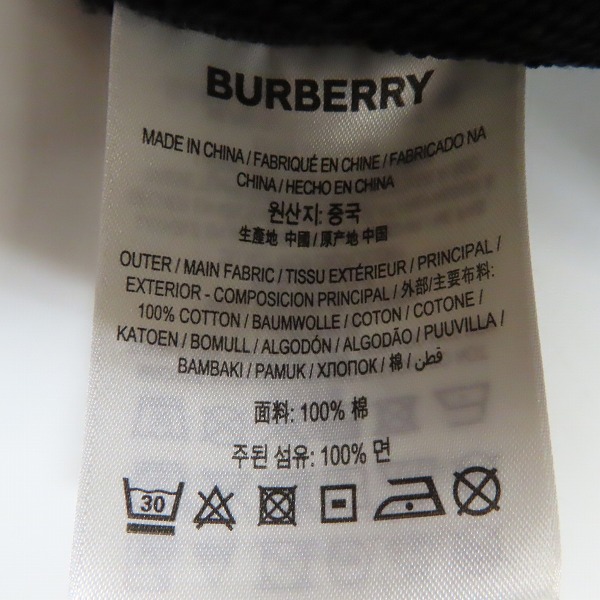 BURBERRY
MADE IN CHINA / FABRIQUÉ EN CHINE / FABRICADO NA
CHINA / HECHO EN CHINA
원산지: 중국
生產地 中國 / 原产地 中国
OUTER / MAIN FABRIC / TISSU EXTÉRIEUR / PRINCIPAL /
EXTERIOR - COMPOSICION PRINCIPAL / 外部/主要布料:
100% COTTON / BAUMWOLLE / COTON / COTONE /
KATOEN / BOMULL / ALGODÓN / ALGODÃO / PUUVILLA /
BAMBAKI / PAMUK / ХЛОПОК / 棉 / قطن /
面料: 100% 棉
주된 섬유: 100% 면
30